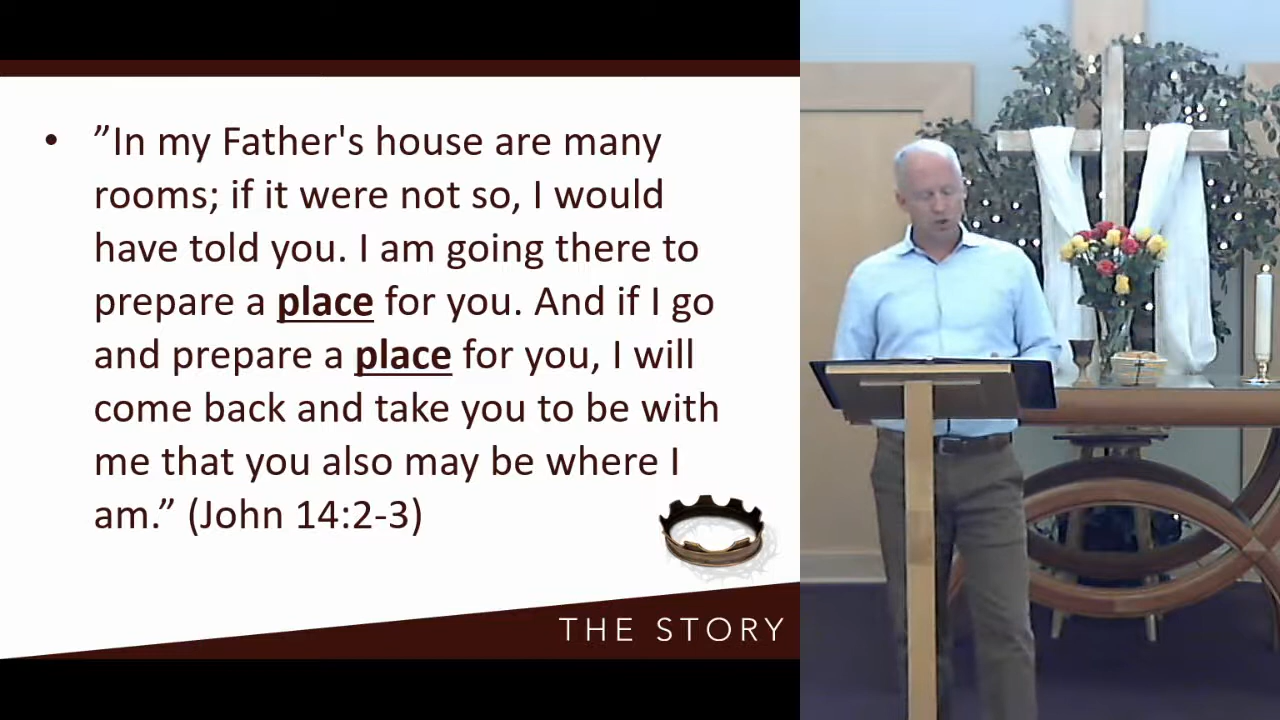 • ”In my Father's house are many
rooms; if it were not so, I would
have told you. I am going there to
prepare a place for you. And if I go
and prepare a place for you, I will
come back and take you to be with
me that you also may be where I
am.” (John 14:2-3)
THE STORY